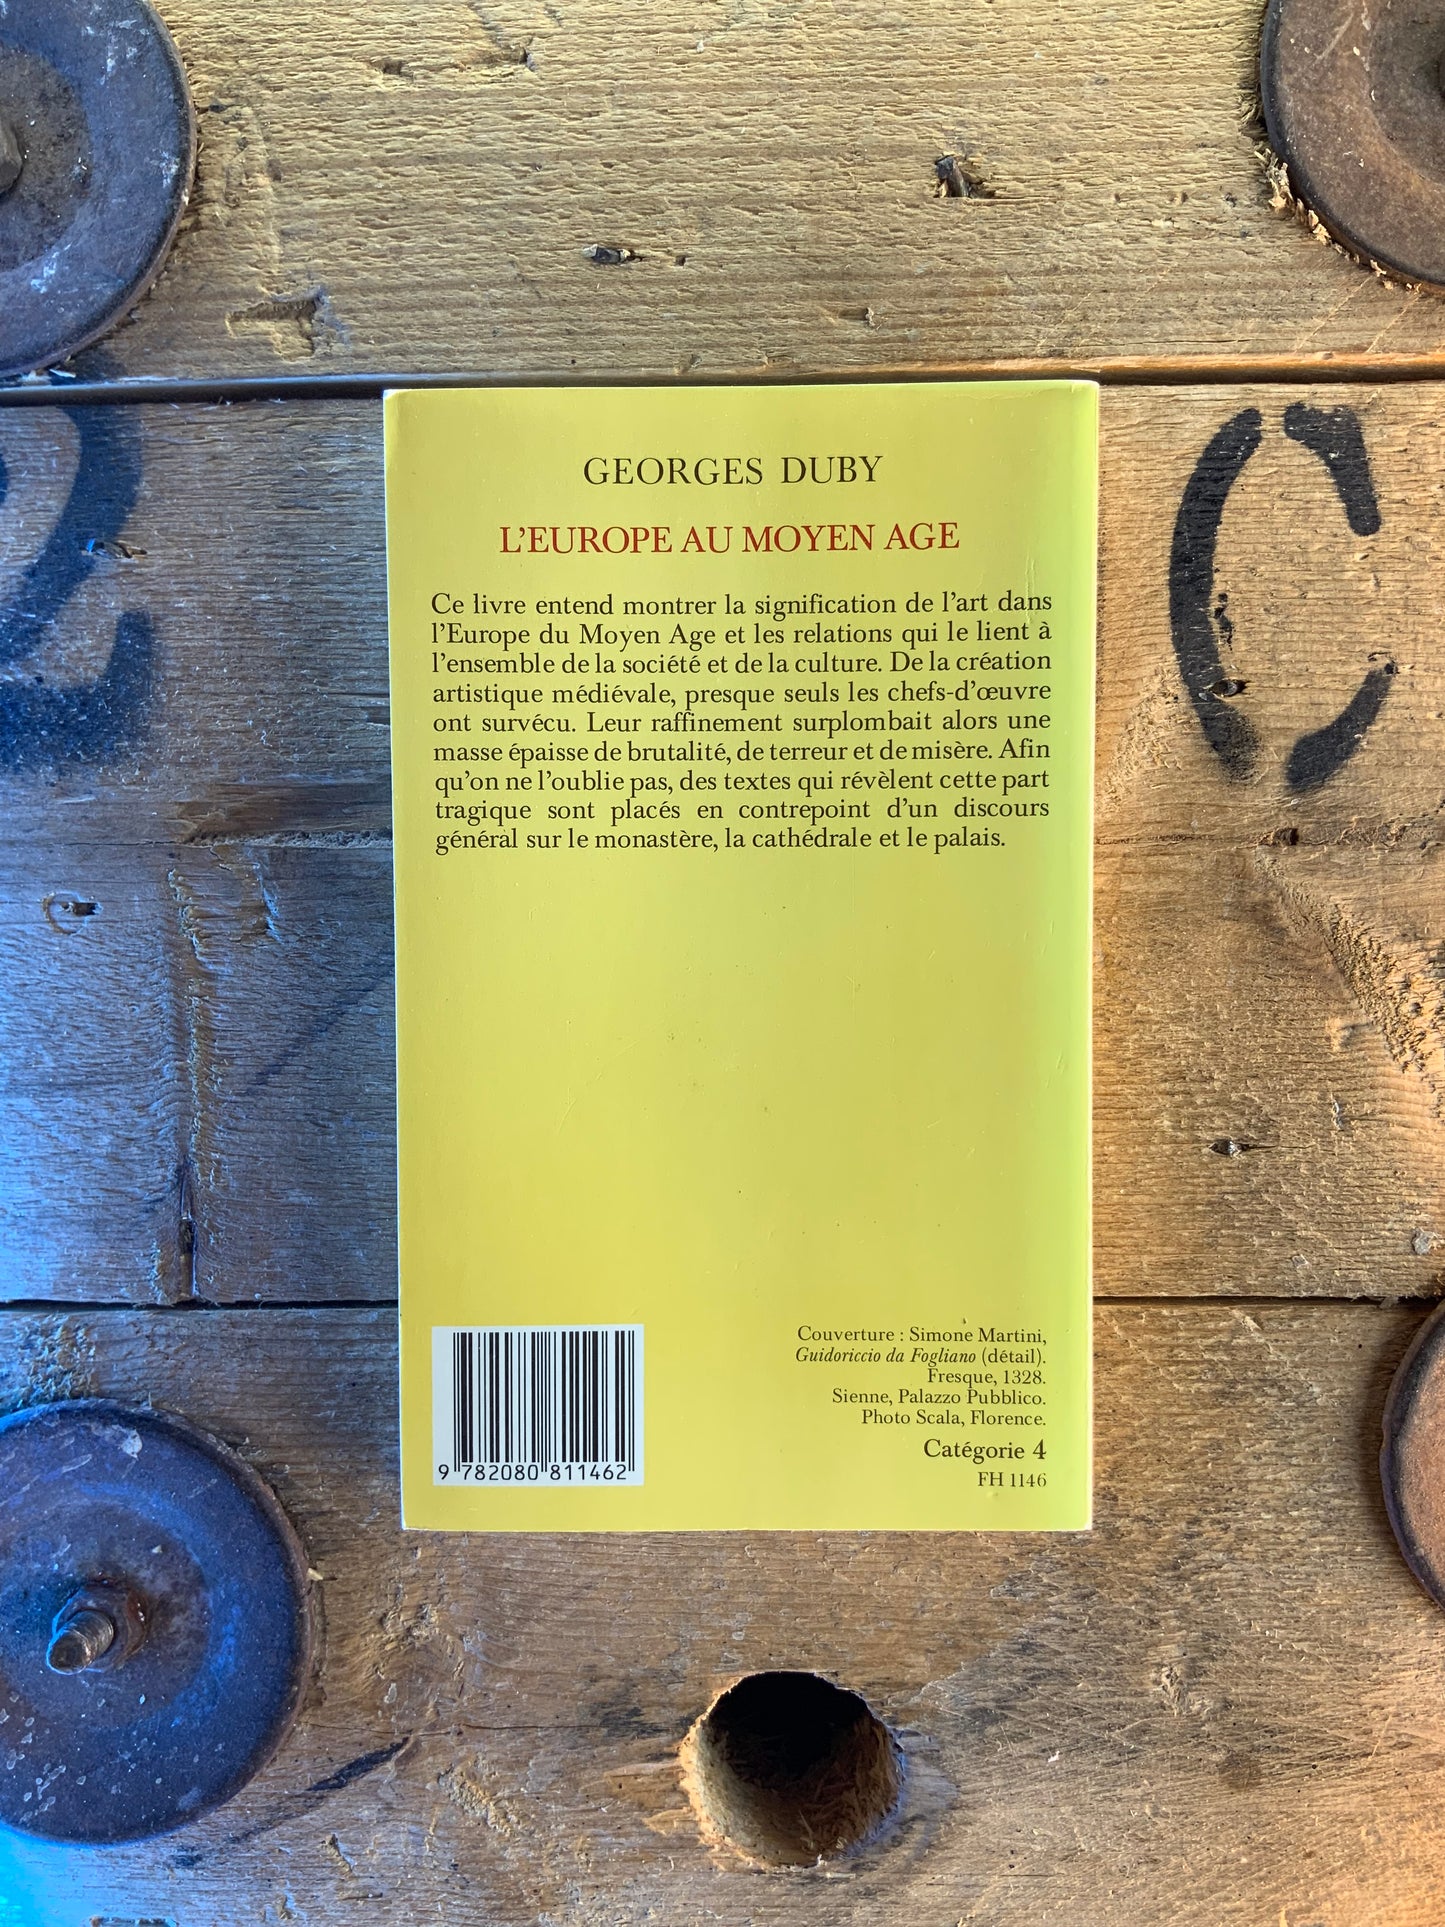 GEORGES DUBY
L'EUROPE AU MOYEN AGE
Ce livre entend montrer la signification de l'art dans
l'Europe du Moyen Age et les relations qui le lient à
l'ensemble de la société et de la culture. De la création
artistique médiévale, presque seuls les chefs-d'œuvre
ont survécu. Leur raffinement surplombait alors une
masse épaisse de brutalité, de terreur et de misère. Afin
qu'on ne l'oublie pas, des textes qui révèlent cette part
tragique sont placés en contrepoint d'un discours
général sur le monastère, la cathédrale et le palais.
Couverture : Simone Martini,
Guidoriccio da Fogliano (détail).
Fresque, 1328.
Sienne, Palazzo Pubblico.
Photo Scala, Florence.
Catégorie 4
FH 1146
9 782080 811462
C